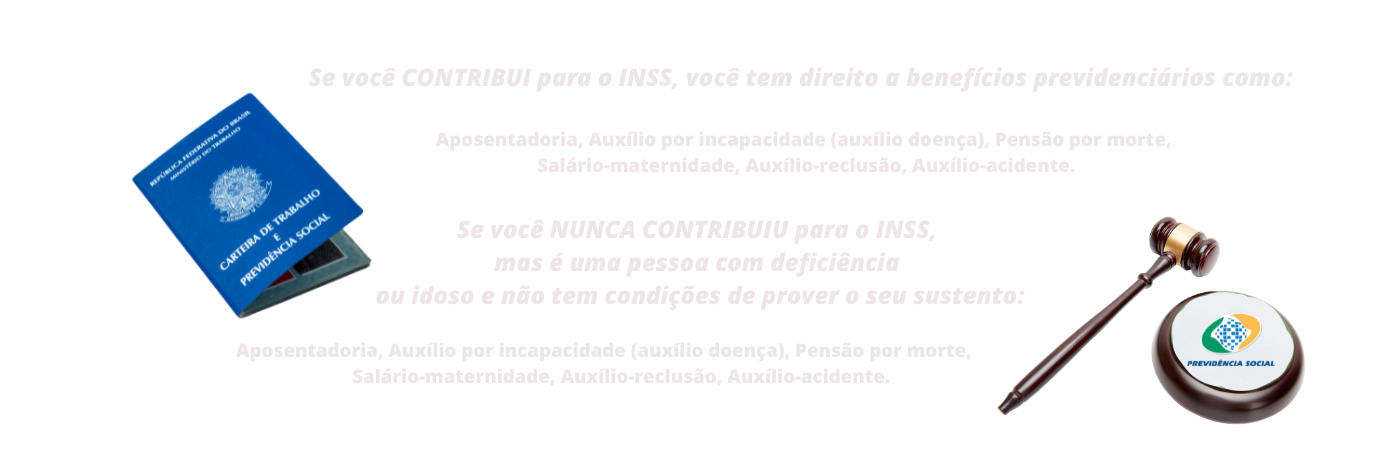 Se você CONTRIBUI para o INSS, você tem direito a benefícios previdenciários como:
Aposentadoria, Auxílio por incapacidade (auxílio doença), Pensão por morte,
Salário-maternidade, Auxílio-reclusão, Auxílio-acidente.
REPÚBLICA FEDERATIVA DO BRASIL
MINISTÉRIO DO TRABALHO
CARTEIRA DE TRABALHO
E
PREVIDÊNCIA SOCIAL
Se você NUNCA CONTRIBUIU para o INSS,
mas é uma pessoa com deficiência
ou idoso e não tem condições de prover o seu sustento:
Aposentadoria, Auxílio por incapacidade (auxílio doença), Pensão por morte,
Salário-maternidade, Auxílio-reclusão, Auxílio-acidente.
PREVIDÊNCIA SOCIAL